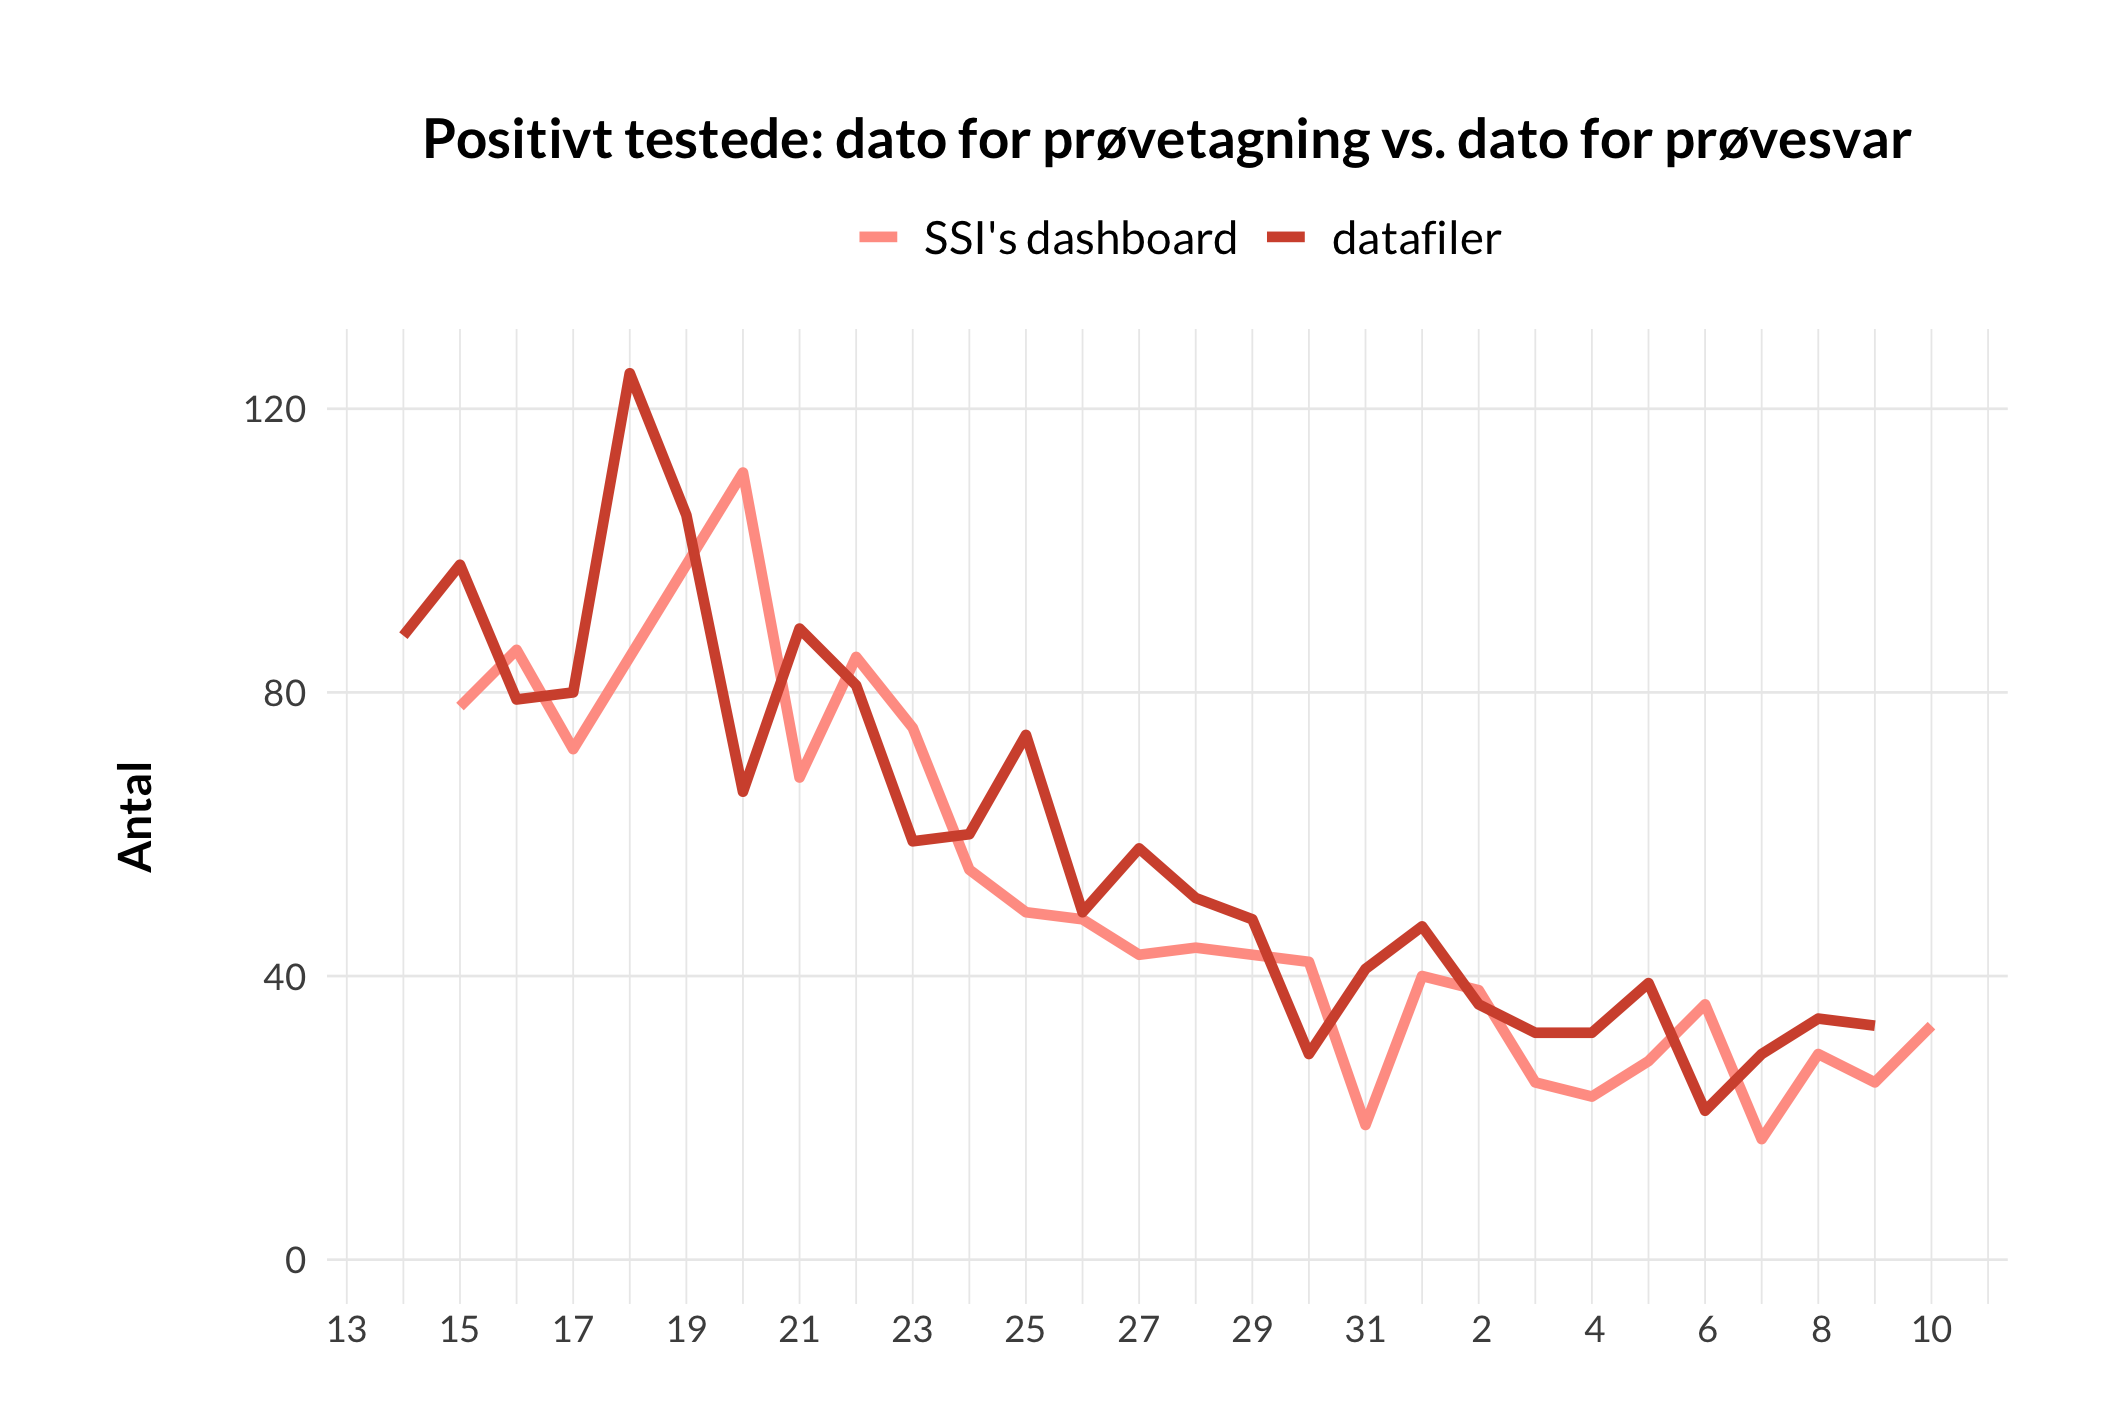 Positivt testede: dato for prøvetagning vs. dato for prøvesvar
SSI's dashboard datafiler
120
80
40
0
Antal
13 15 17 19 21 23 25 27 29 31 2 4 6 8 10